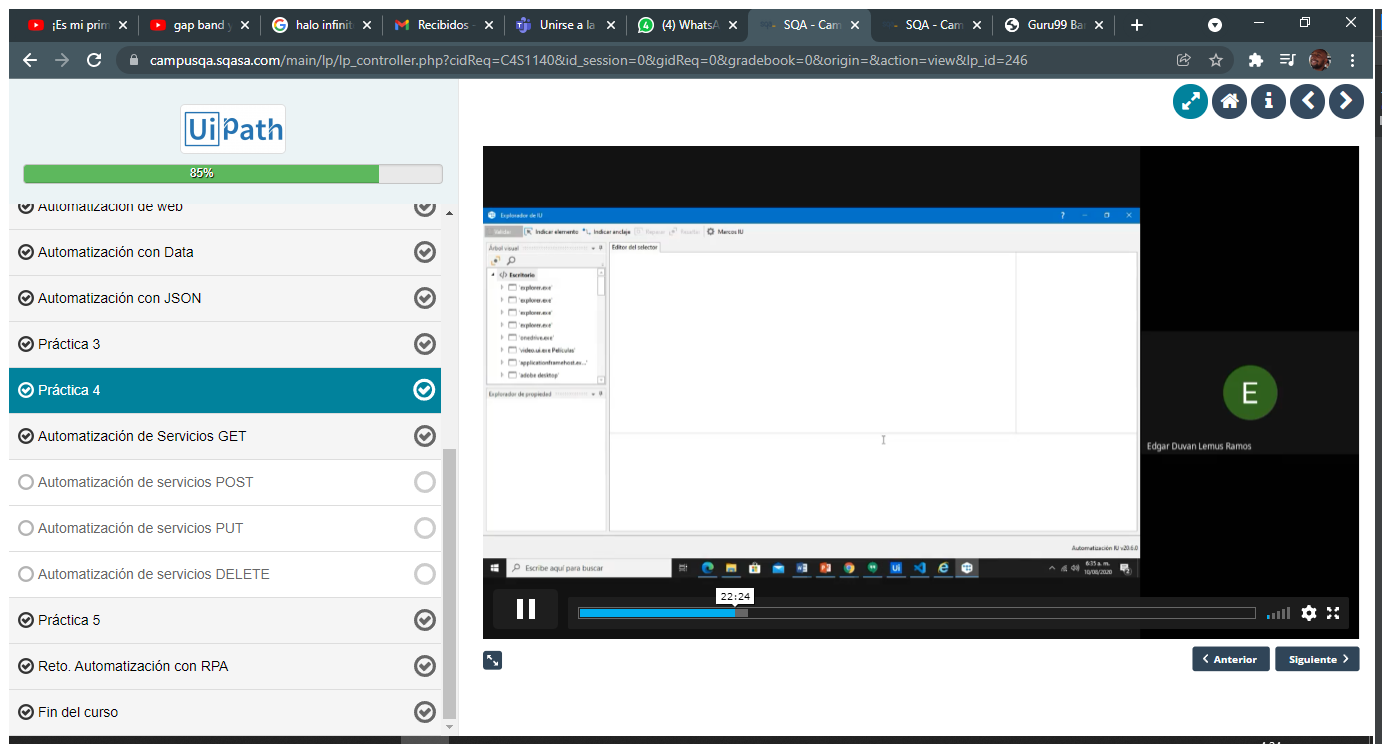 ¡Es mi prim
gap band y
halo infinit
Recibidos -
Unirse a la
(4) WhatsA
SQA - Cam
SQA - Cam
Guru99 Ba
campusqa.sqasa.com/main/lp/lp_controller.php?cidReq=C4S1140&id_session=0&gidReq=0&gradebook=0&origin=&action=view&lp_id=246
UiPath
85%
Automatización de web
Automatización con Data
Automatización con JSON
Práctica 3
Práctica 4
Automatización de Servicios GET
Automatización de servicios POST
Automatización de servicios PUT
Automatización de servicios DELETE
Práctica 5
Reto. Automatización con RPA
Fin del curso
Explorador de IU
Validar Indicar elemento Indicar anclaje Reparar Resaltar Marcos IU
Árbol visual
Editor del selector
Escritorio
'explorer.exe'
'explorer.exe'
'explorer.exe'
'explorer.exe'
'onedrive.exe'
'video.ui.exe Películas'
'applicationframehost.ex...'
'adobe desktop'
Explorador de propiedad
Automatización IU v20.6.0
Escribe aquí para buscar
6:35 a. m.
10/08/2020
E
Edgar Duvan Lemus Ramos
22:24
Anterior
Siguiente